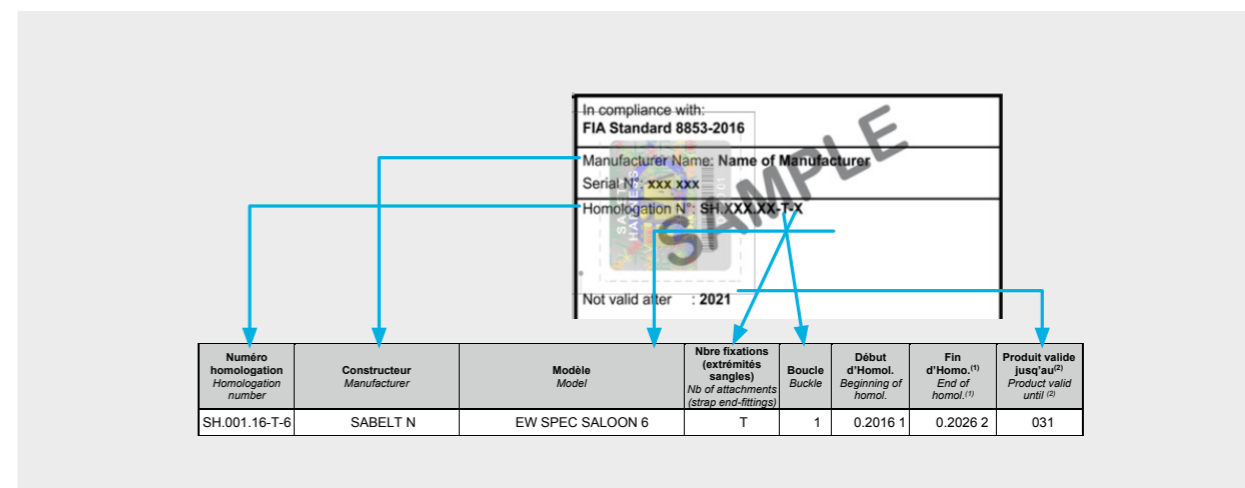 In compliance with:
FIA Standard 8853-2016
Manufacturer Name: Name of Manufacturer
Serial N°: xxx xxx
Homologation N°: SH.XXX.XX-T-X
SAMPLE
Not valid after : 2021
Numéro homologation
Homologation number
Constructeur
Manufacturer
Modèle
Model
Nbre fixations (extrémités sangles)
Nb of attachments (strap end-fittings)
Boucle
Buckle
Début d'Homol.
Beginning of homol.
Fin d'Homo.(1)
End of homol.(1)
Produit valide jusq'au(2)
Product valid until (2)
SH.001.16-T-6 SABELT N EW SPEC SALOON 6 T 1 0.2016 1 0.2026 2 031